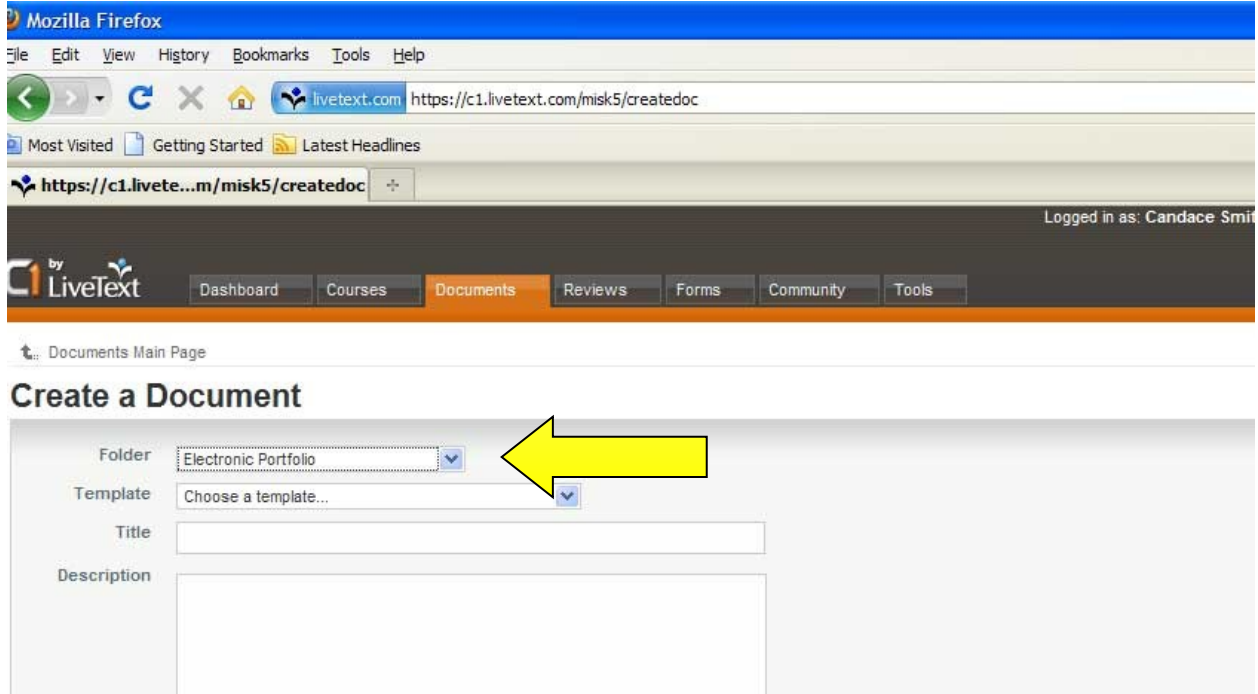 Mozilla Firefox
File Edit View History Bookmarks Tools Help
livetext.com https://c1.livetext.com/misk5/createdoc
Most Visited Getting Started Latest Headlines
https://c1.livete...m/misk5/createdoc
Logged in as: Candace Smit
C1 by LiveText Dashboard Courses Documents Reviews Forms Community Tools
Documents Main Page
Create a Document
Folder Electronic Portfolio
Template Choose a template...
Title
Description